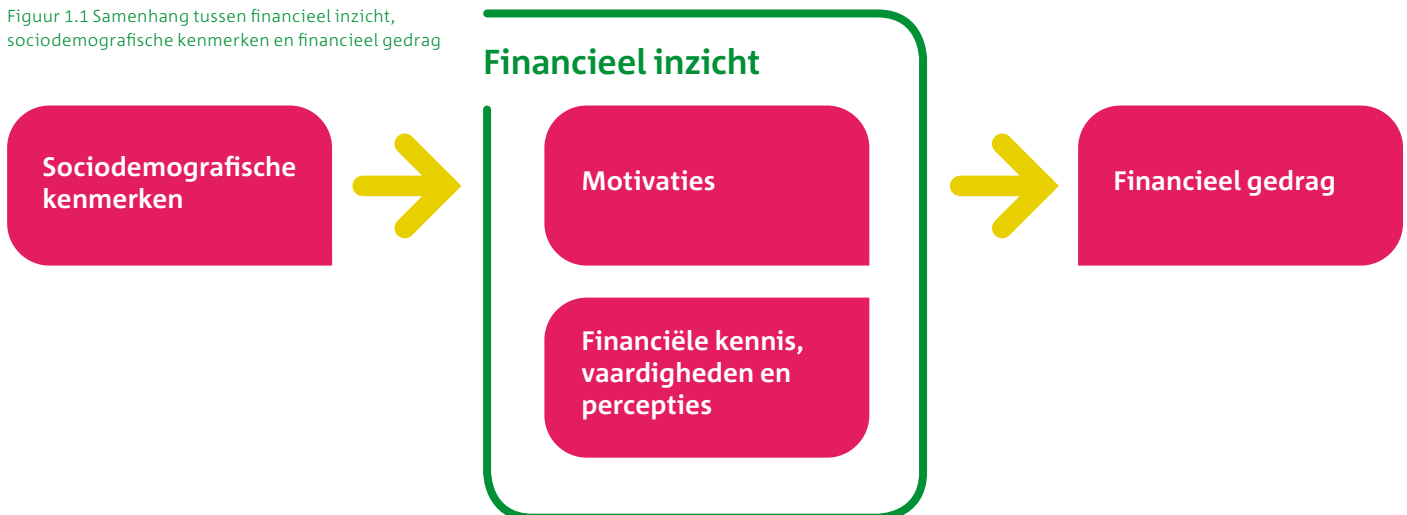 Figuur 1.1 Samenhang tussen financieel inzicht,
sociodemografische kenmerken en financieel gedrag
Financieel inzicht
Sociodemografische
kenmerken
Motivaties
Financieel gedrag
Financiële kennis,
vaardigheden en
percepties